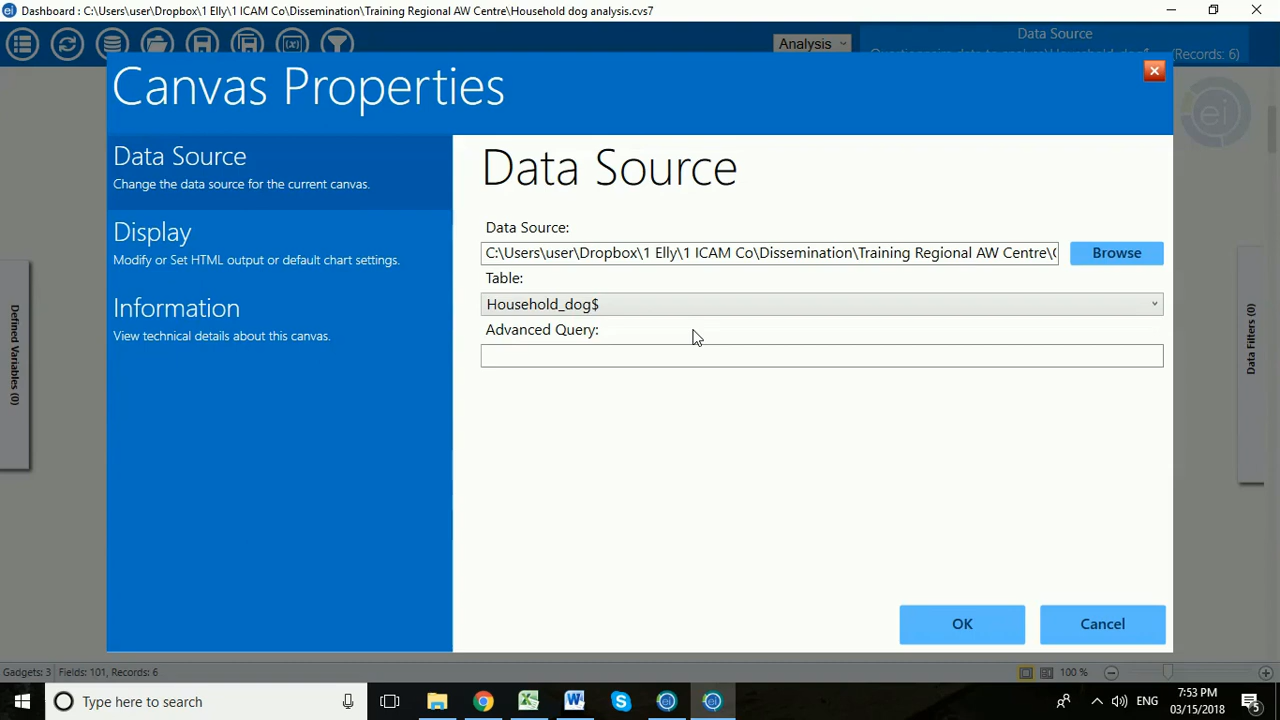 Dashboard : C:\Users\user\Dropbox\1 Elly\1 ICAM Co\Dissemination\Training Regional AW Centre\Household dog analysis.cvs7
Analysis
Data Source
(Records: 6)
Canvas Properties
Data Source
Change the data source for the current canvas.
Display
Modify or Set HTML output or default chart settings.
Information
View technical details about this canvas.
Data Source
Data Source:
C:\Users\user\Dropbox\1 Elly\1 ICAM Co\Dissemination\Training Regional AW Centre\
Browse
Table:
Household_dog$
Advanced Query:
OK
Cancel
Defined Variables (0)
Data Filters (0)
ei
Gadgets: 3
Fields: 101, Records: 6
100 %
Type here to search
ENG
7:53 PM
03/15/2018
5